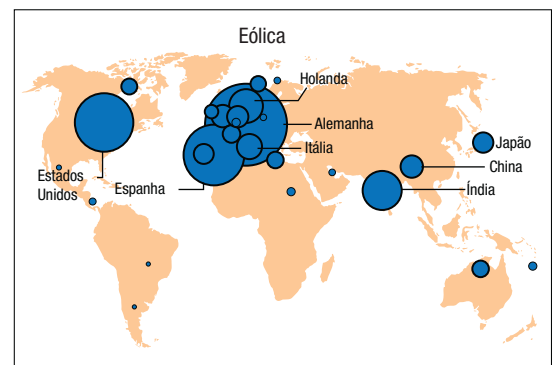 Eólica
Holanda
Alemanha
Japão
Itália
China
Estados
Unidos
Espanha
Índia